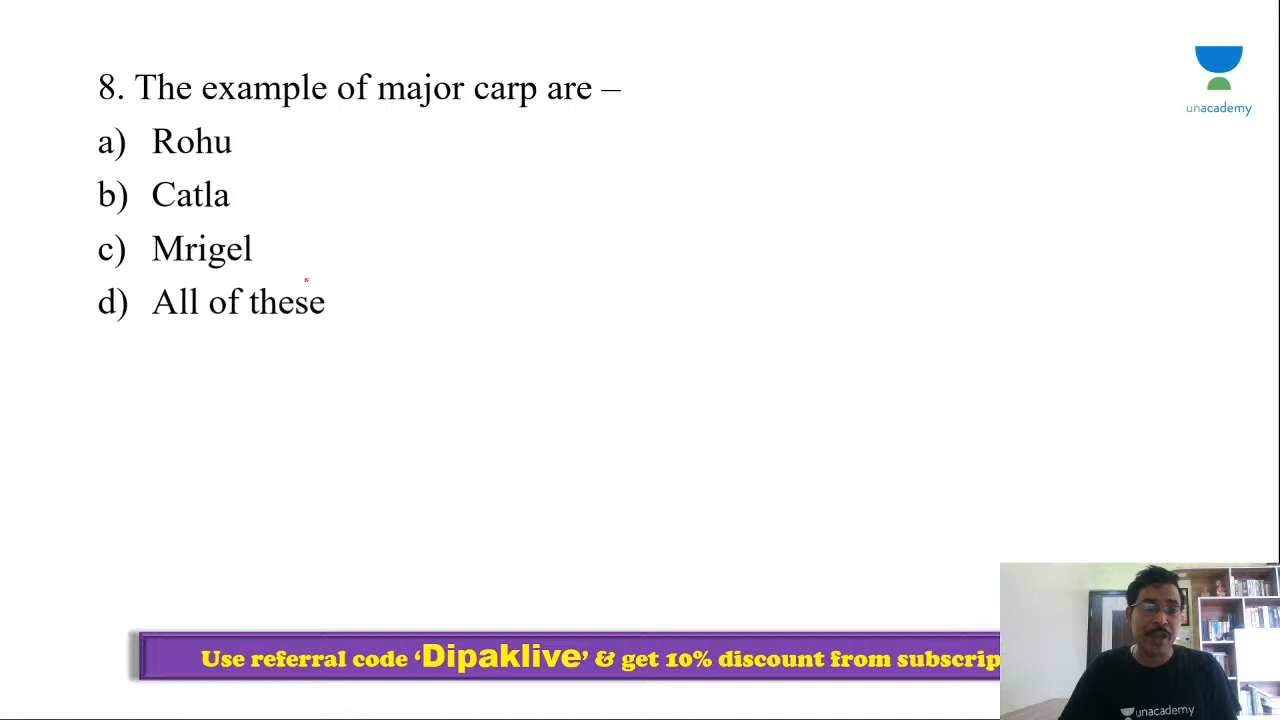 8. The example of major carp are –
a) Rohu
b) Catla
c) Mrigel
d) All of these
unacademy
Use referral code ‘Dipaklive’ & get 10% discount from subscrip
unacademy